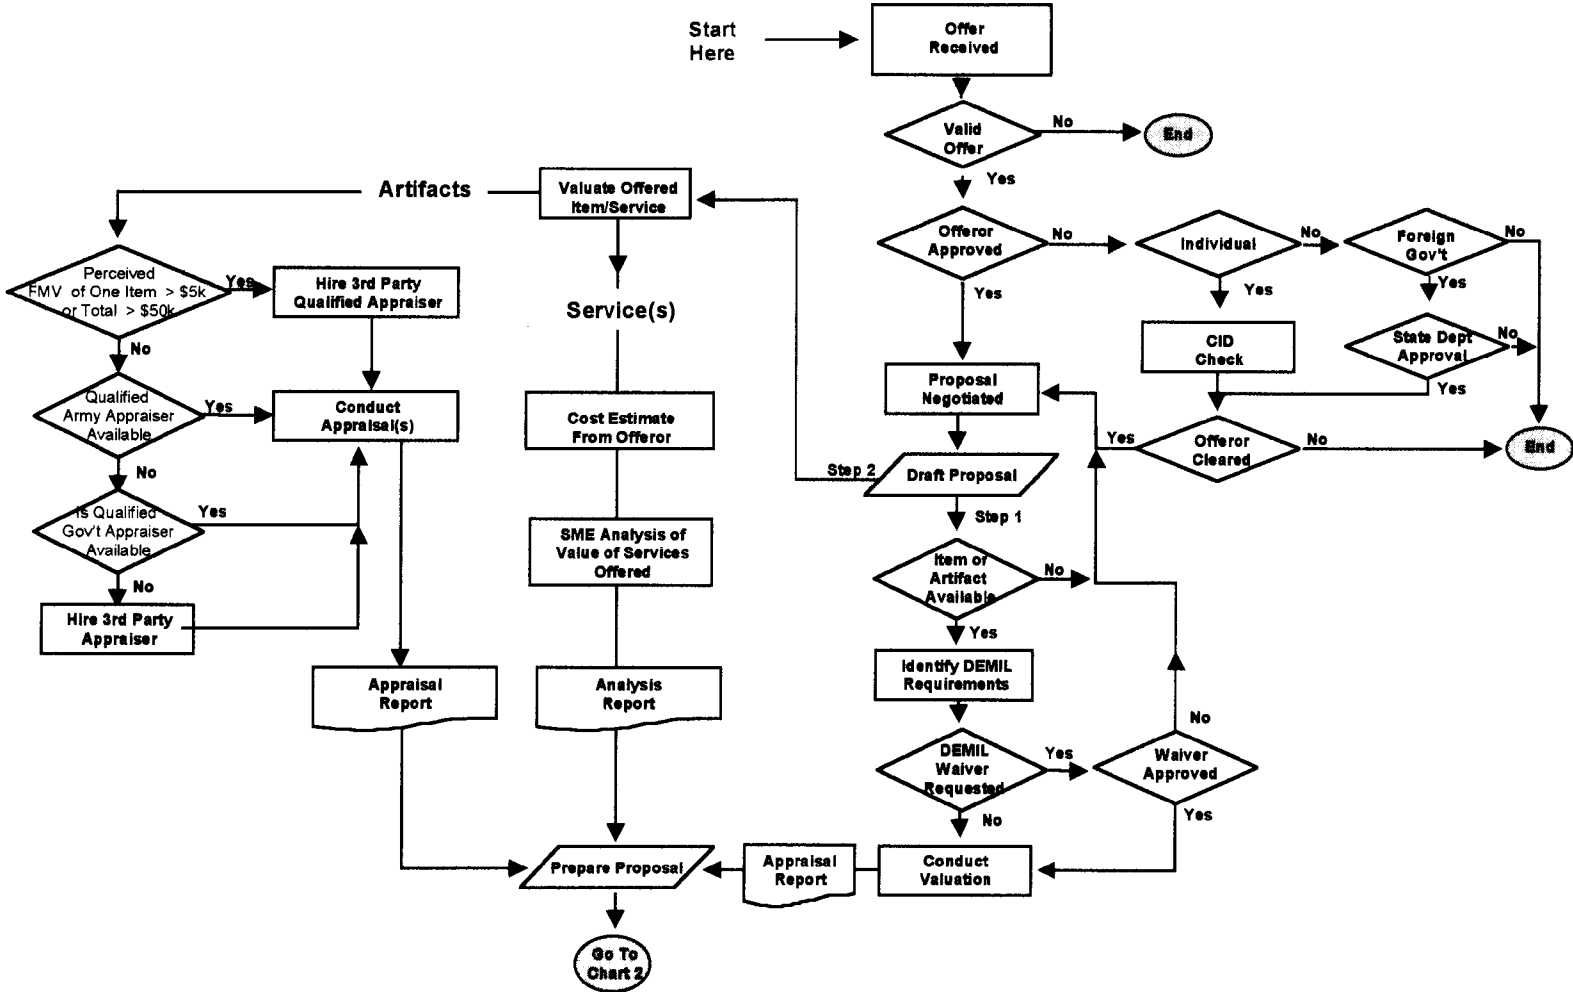 Start
Here
Offer
Received
Valid
Offer
No
End
Yes
Artifacts
Valuate Offered
Item/Service
Offeror
Approved
No
Individual
No
Foreign
Gov't
No
Perceived
FMV of One Item > $5k
or Total > $50k
Yes
Hire 3rd Party
Qualified Appraiser
Service(s)
Yes
Yes
Yes
CID
Check
State Dept
Approval
No
No
Yes
Qualified
Army Appraiser
Available
Yes
Conduct
Appraisal(s)
Cost Estimate
From Offeror
Proposal
Negotiated
Yes
Offeror
Cleared
No
End
No
Step 2
Draft Proposal
Step 1
Is Qualified
Gov't Appraiser
Available
Yes
SME Analysis of
Value of Services
Offered
Item or
Artifact
Available
No
No
Hire 3rd Party
Appraiser
Yes
Identify DEMIL
Requirements
Appraisal
Report
Analysis
Report
No
DEMIL
Waiver
Requested
Yes
Waiver
Approved
No
Yes
Prepare Proposal
Appraisal
Report
Conduct
Valuation
Go To
Chart 2